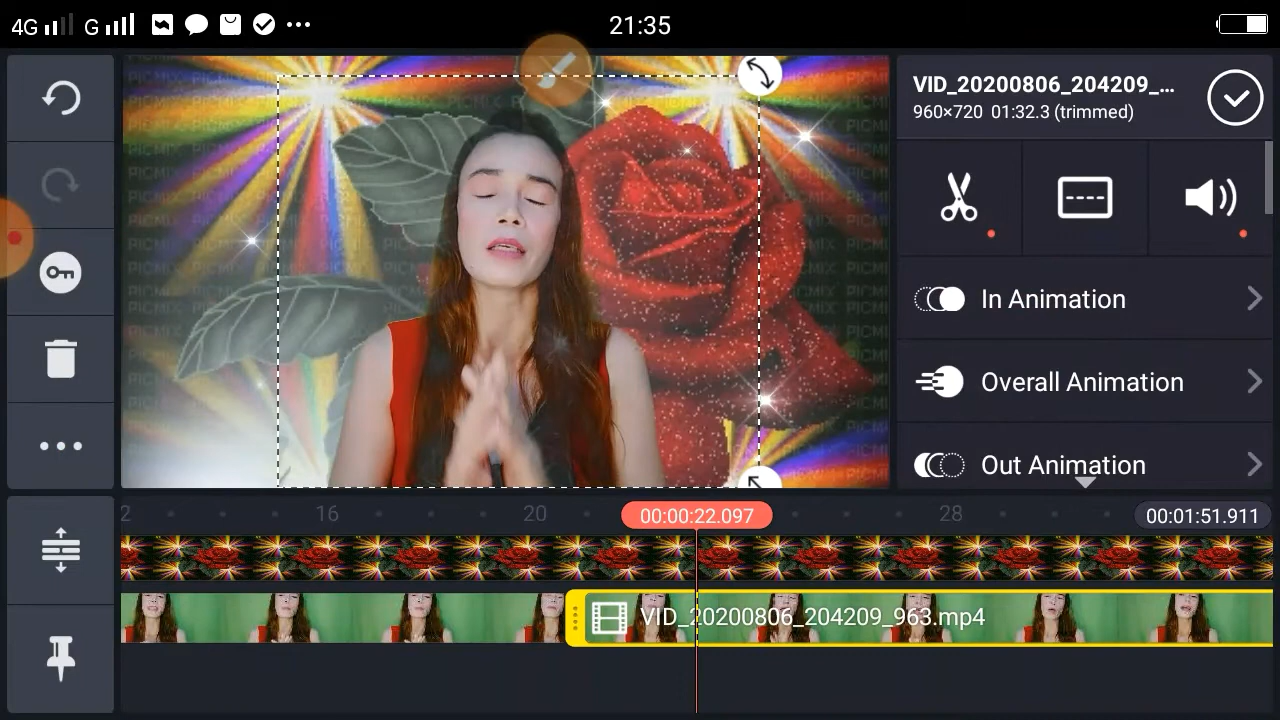 4G G 21:35
VID_20200806_204209_...
960×720 01:32.3 (trimmed)
In Animation
Overall Animation
Out Animation
2 16 20 00:00:22.097 28 00:01:51.911
VID_20200806_204209_963.mp4